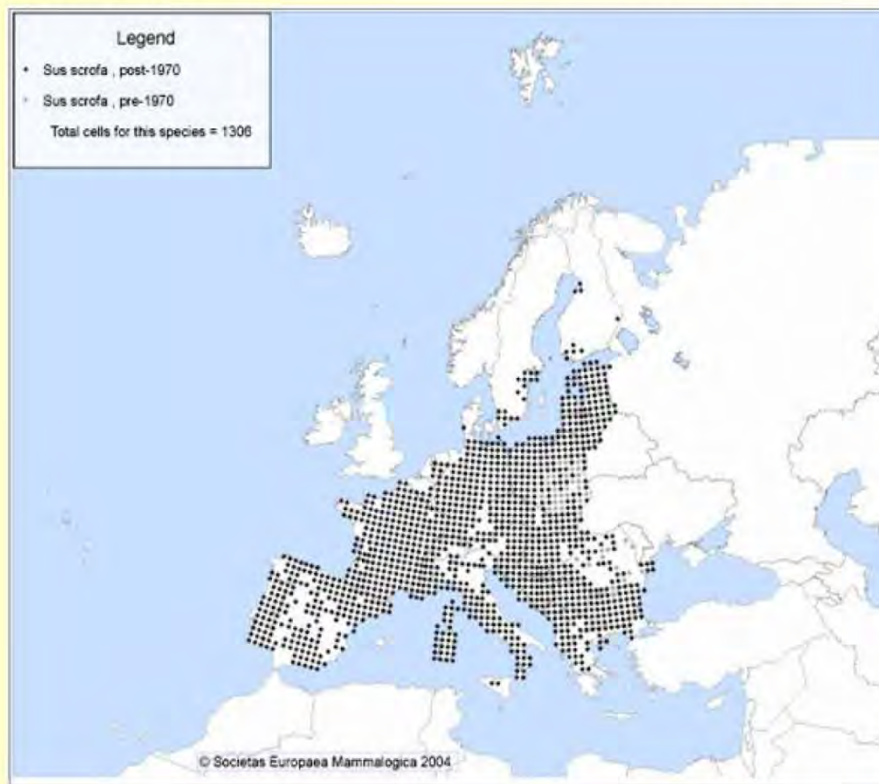 Legend
Sus scrofa , post-1970
Sus scrofa , pre-1970
Total cells for this species = 1306
© Societas Europaea Mammalogica 2004